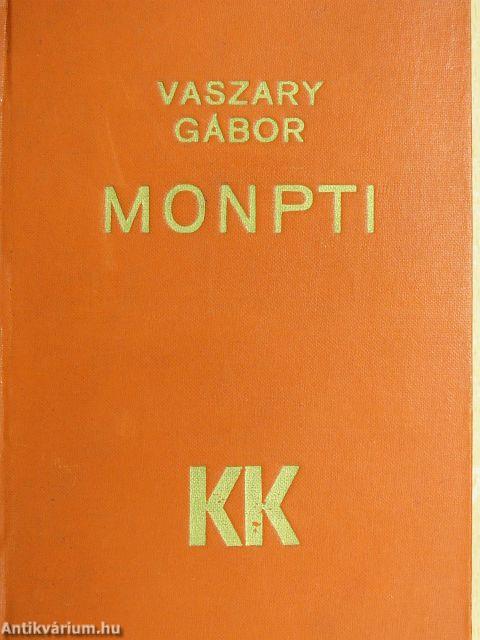 VASZARY
GÁBOR
MONPTI
KK
Antikvárium.hu